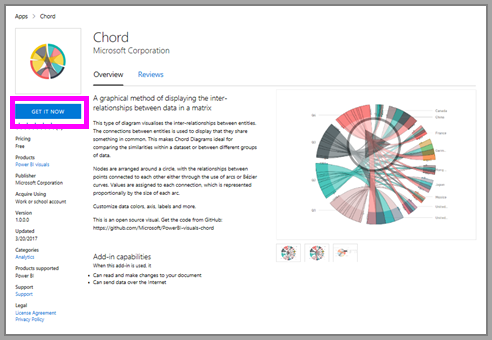 Apps > Chord
Chord
Microsoft Corporation
GET IT NOW
Pricing
Free
Products
Power BI visuals
Publisher
Microsoft Corporation
Acquire Using
Work or school account
Version
1.0.0.0
Updated
3/20/2017
Categories
Analytics
Products supported
Power BI
Support
Support
Legal
License Agreement
Privacy Policy
Overview
Reviews
A graphical method of displaying the inter-
relationships between data in a matrix
This type of diagram visualizes the inter-relationships between entities.
The connections between entities is used to display that they share
something in common. This makes Chord Diagrams ideal for
comparing the similarities within a dataset or between different groups
of data.
Nodes are arranged around a circle, with the relationships between
points connected to each other either through the use of arcs or Bézier
curves. Values are assigned to each connection, which is represented
proportionally by the size of each arc.
Customize data colors, axis, labels and more.
This is an open source visual. Get the code from GitHub:
https://github.com/Microsoft/PowerBI-visuals-chord
Add-in capabilities
When this add-in is used, it
• Can read and make changes to your document
• Can send data over the Internet
Canada
China
France
Japan
Mexico